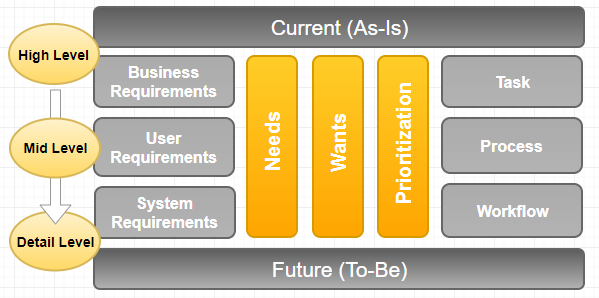 Current (As-Is)
High Level
Business
Requirements
Task
Mid Level
User
Requirements
Process
Needs
Wants
Prioritization
System
Requirements
Workflow
Detail Level
Future (To-Be)